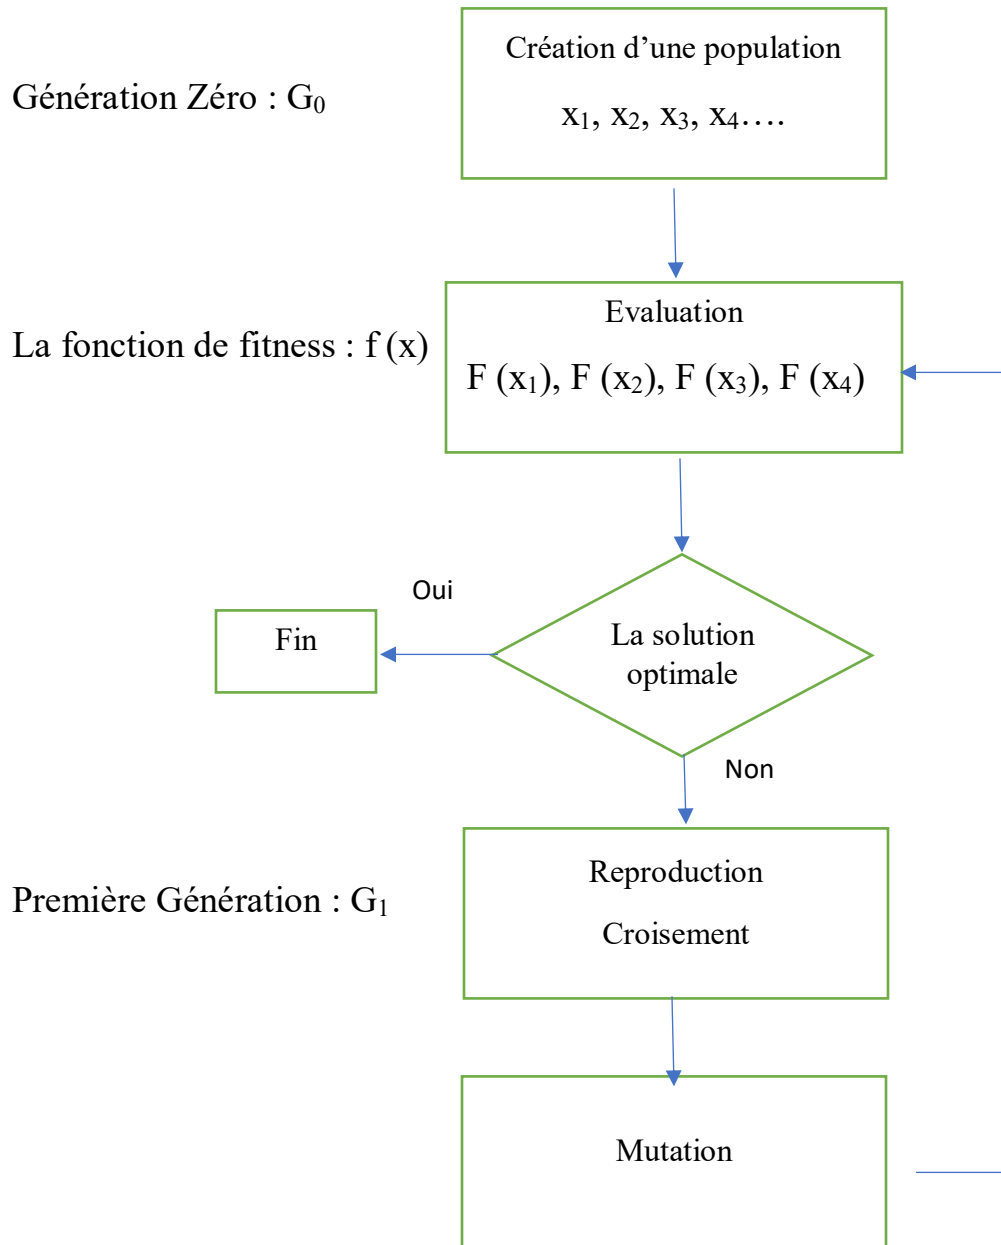 Création d’une population
Génération Zéro : G₀
x₁, x₂, x₃, x₄….
Evaluation
La fonction de fitness : f (x)
F (x₁), F (x₂), F (x₃), F (x₄)
Oui
Fin
La solution
optimale
Non
Reproduction
Première Génération : G₁
Croisement
Mutation